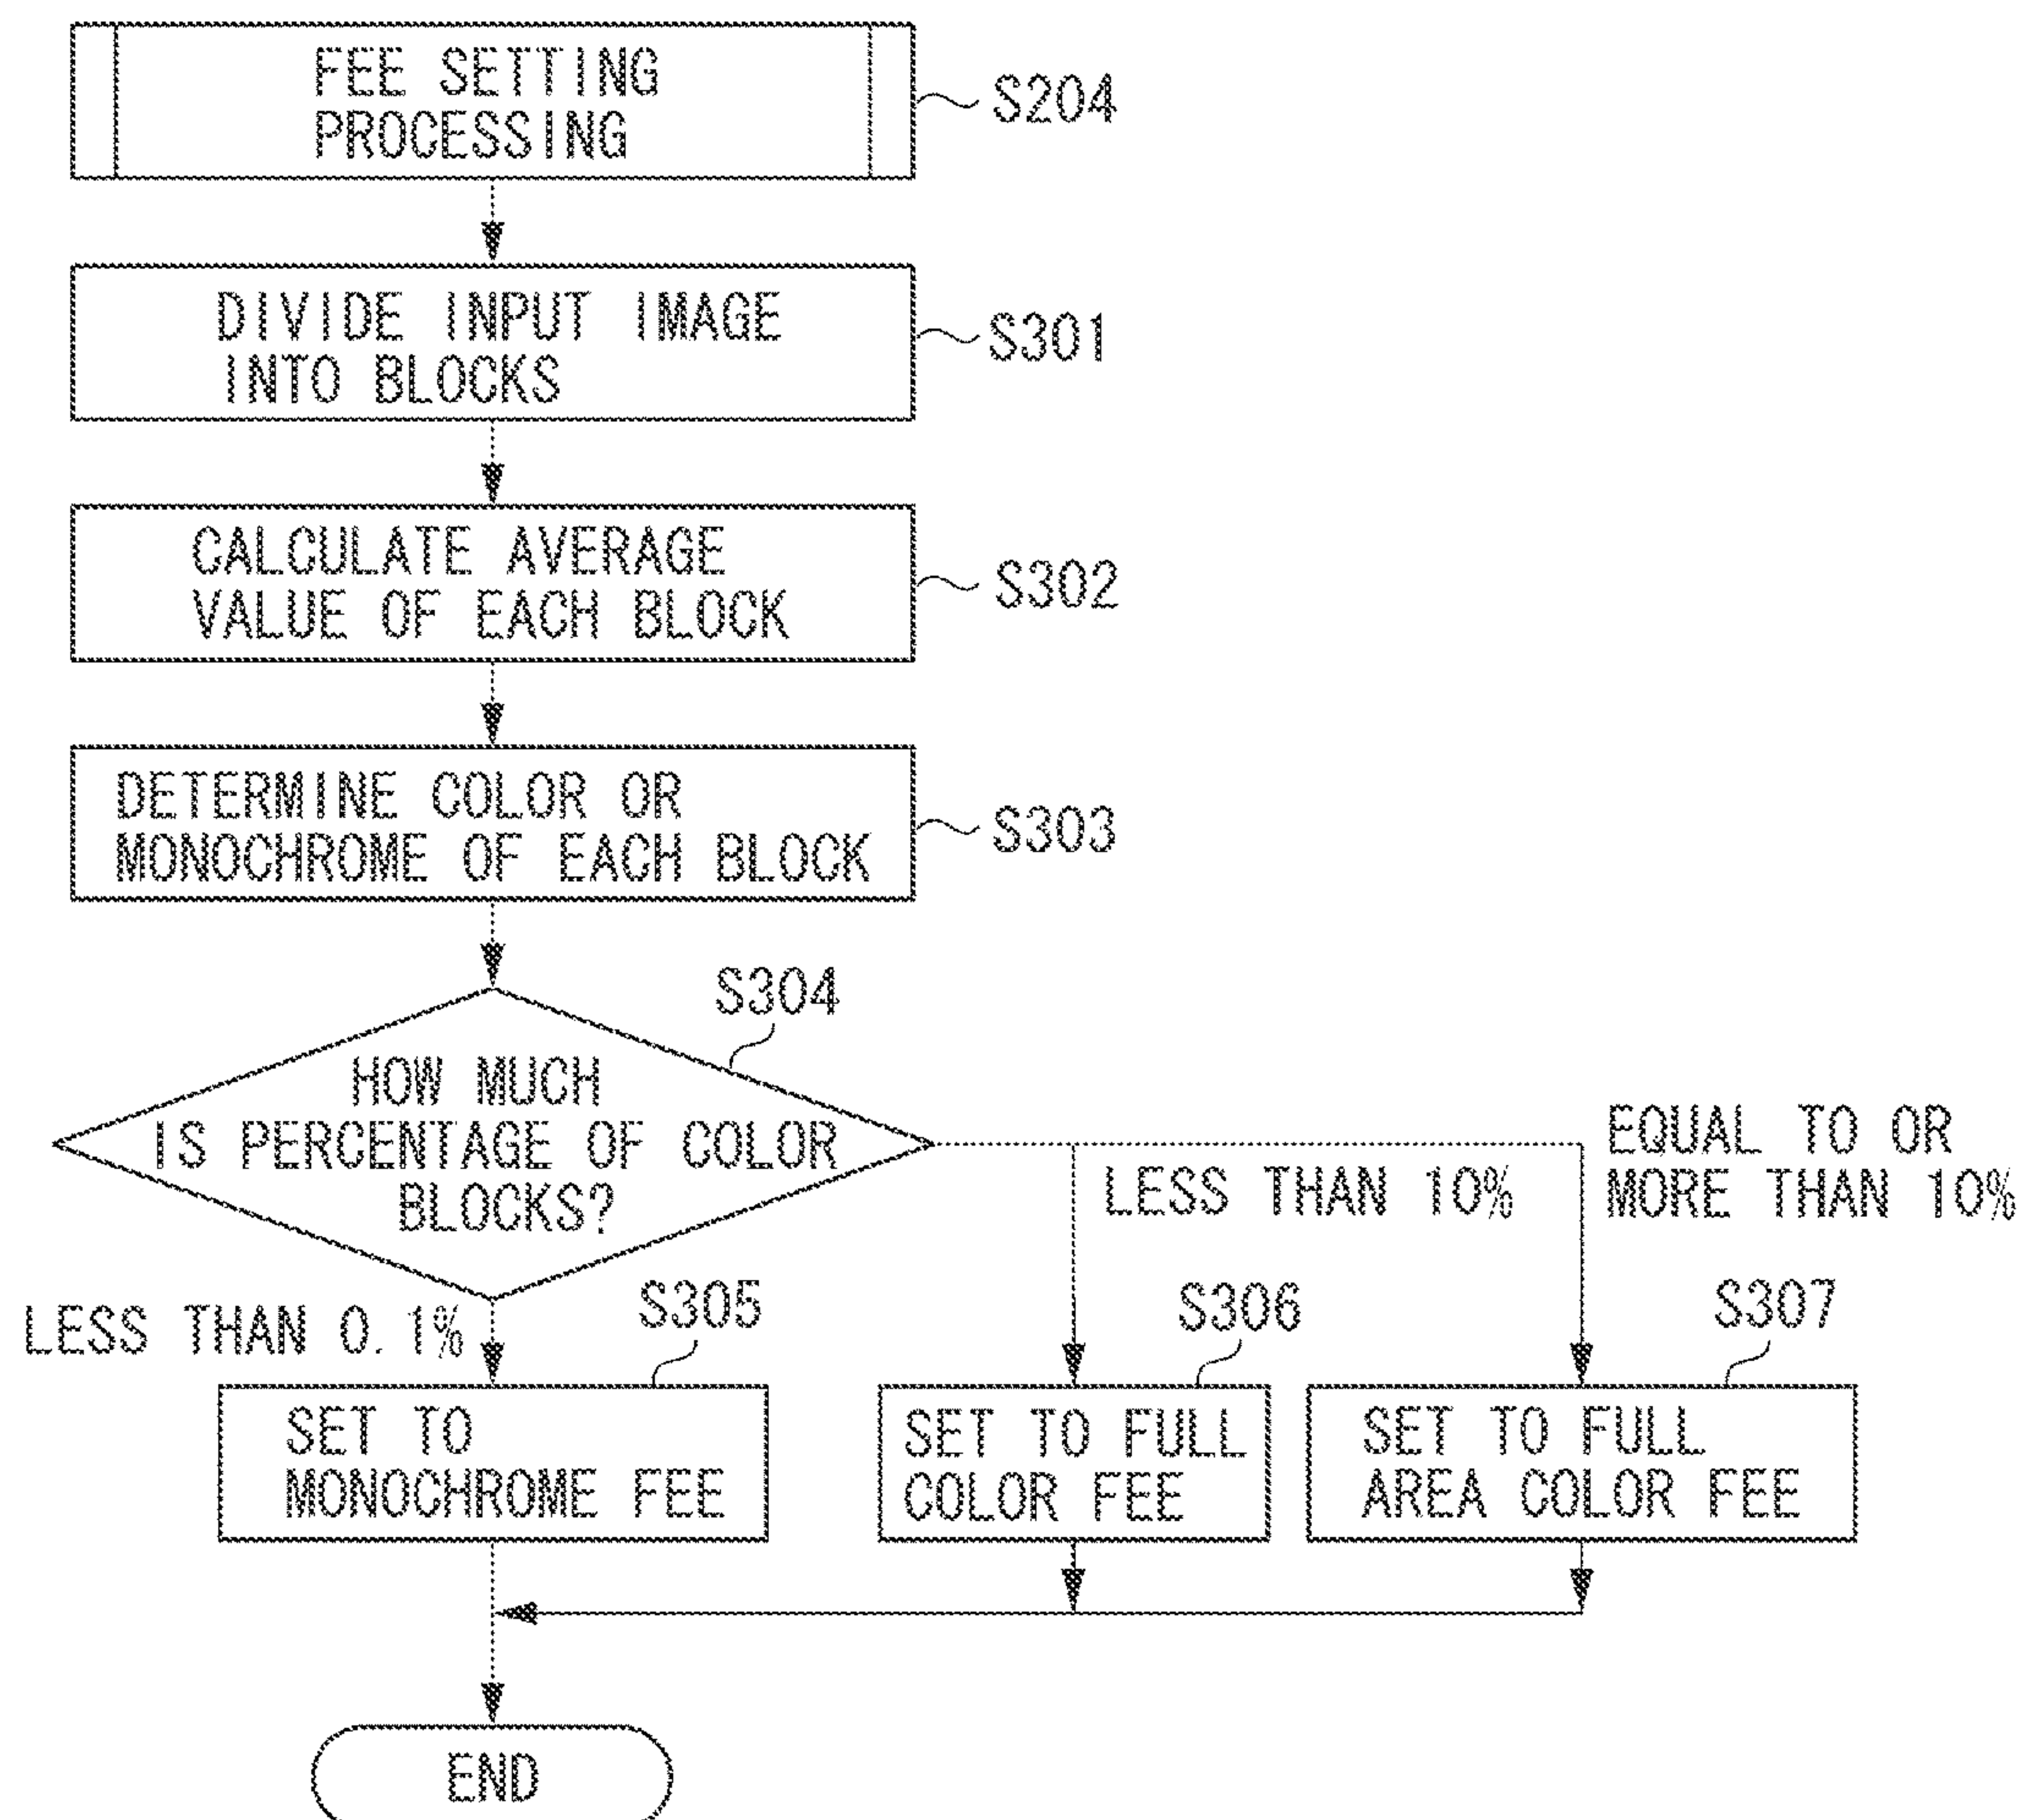 FEE SETTING
PROCESSING
S204
DIVIDE INPUT IMAGE
INTO BLOCKS
S301
CALCULATE AVERAGE
VALUE OF EACH BLOCK
S302
DETERMINE COLOR OR
MONOCHROME OF EACH BLOCK
S303
S304
HOW MUCH
IS PERCENTAGE OF COLOR
BLOCKS?
LESS THAN 10%
EQUAL TO OR
MORE THAN 10%
LESS THAN 0.1%
S305
S306
S307
SET TO
MONOCHROME FEE
SET TO FULL
COLOR FEE
SET TO FULL
AREA COLOR FEE
END